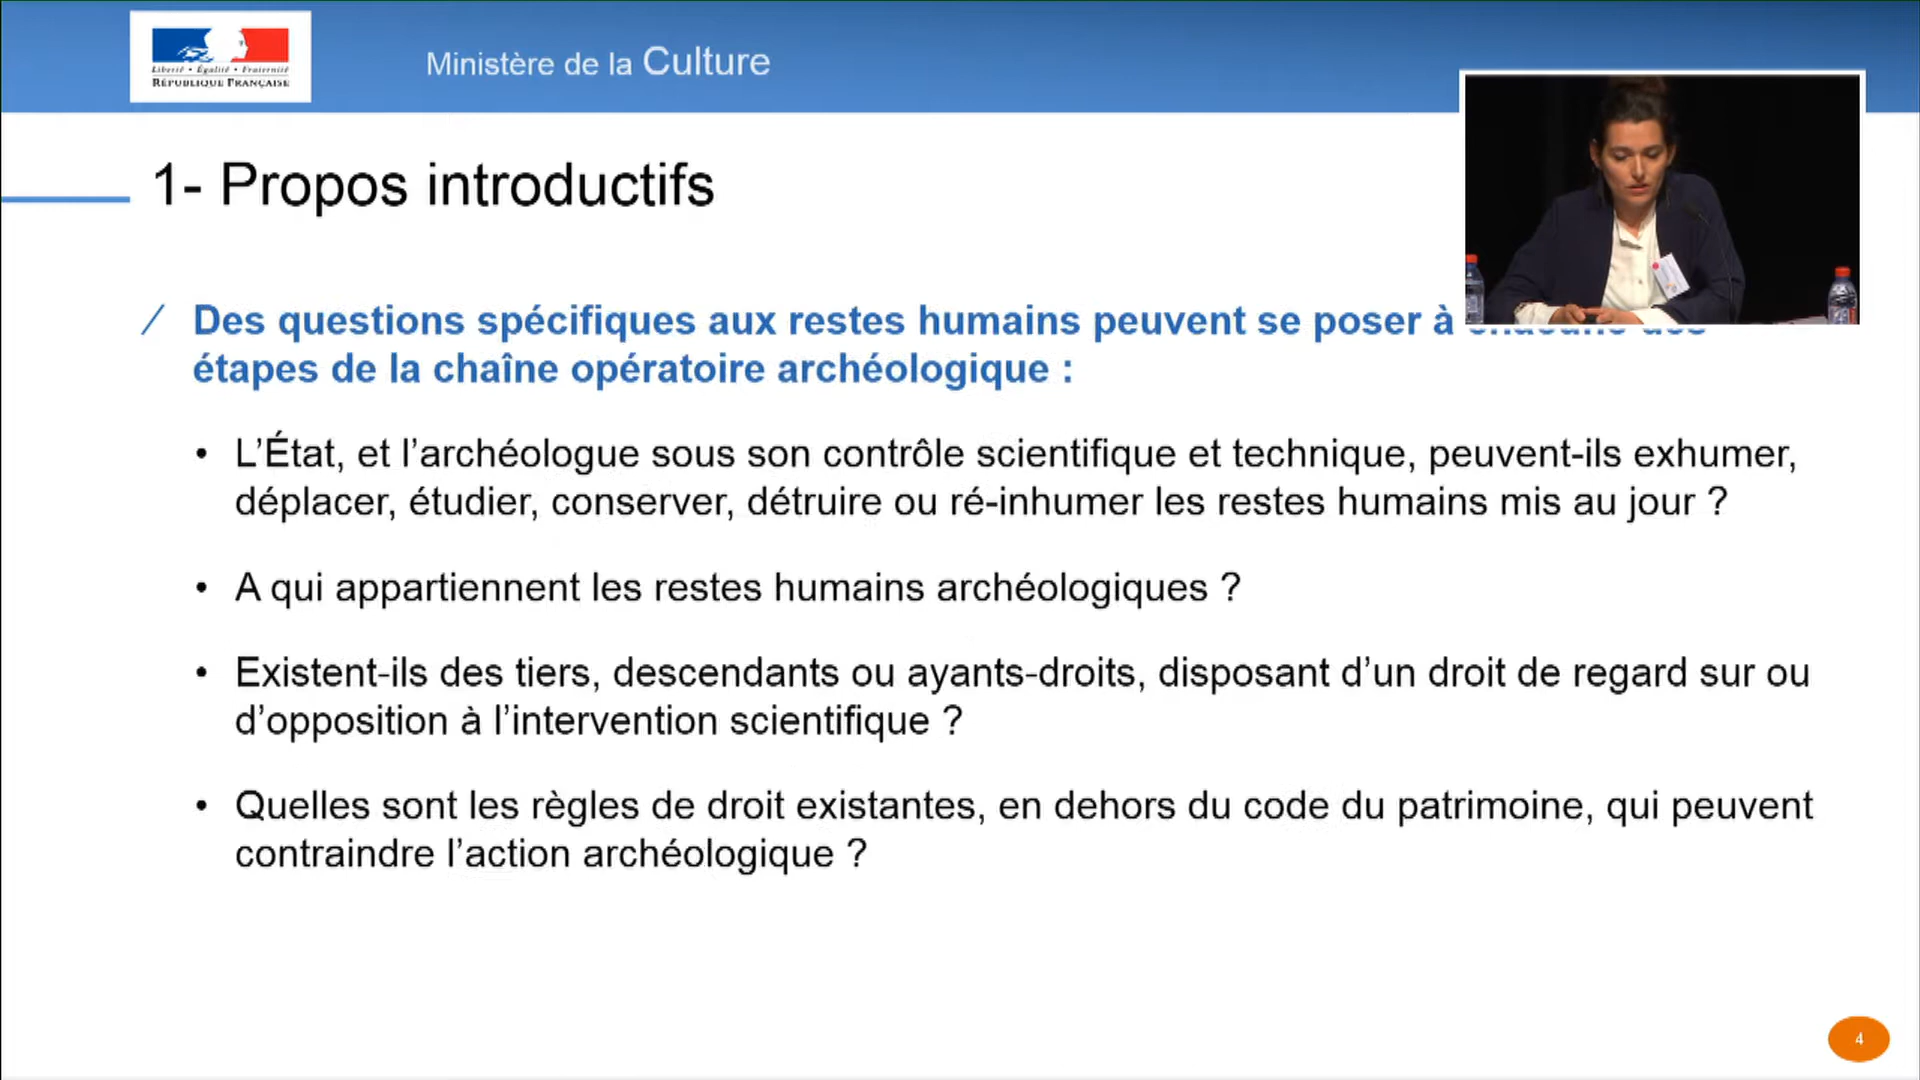 Liberté • Égalité • Fraternité
RÉPUBLIQUE FRANÇAISE
Ministère de la Culture
1- Propos introductifs
Des questions spécifiques aux restes humains peuvent se poser à
étapes de la chaîne opératoire archéologique :
• L’État, et l’archéologue sous son contrôle scientifique et technique, peuvent-ils exhumer,
déplacer, étudier, conserver, détruire ou ré-inhumer les restes humains mis au jour ?
• A qui appartiennent les restes humains archéologiques ?
• Existent-ils des tiers, descendants ou ayants-droits, disposant d’un droit de regard sur ou
d’opposition à l’intervention scientifique ?
• Quelles sont les règles de droit existantes, en dehors du code du patrimoine, qui peuvent
contraindre l’action archéologique ?
4